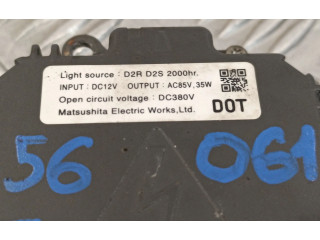 Light source : D2R D2S 2000hr.
INPUT : DC12V OUTPUT : AC85V, 35W
Open circuit voltage : DC380V
Matsushita Electric Works,Ltd. DOT
56 061